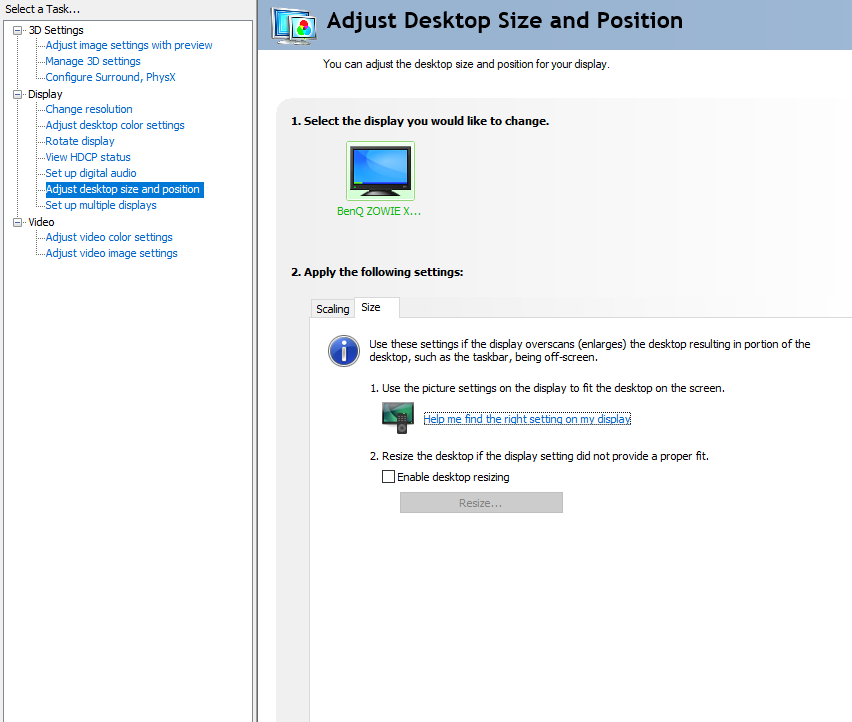 Select a Task...
3D Settings
Adjust image settings with preview
Manage 3D settings
Configure Surround, PhysX
Display
Change resolution
Adjust desktop color settings
Rotate display
View HDCP status
Set up digital audio
Adjust desktop size and position
Set up multiple displays
Video
Adjust video color settings
Adjust video image settings
Adjust Desktop Size and Position
You can adjust the desktop size and position for your display.
1. Select the display you would like to change.
BenQ ZOWIE X...
2. Apply the following settings:
Scaling Size
Use these settings if the display overscans (enlarges) the desktop resulting in portion of the
desktop, such as the taskbar, being off-screen.
1. Use the picture settings on the display to fit the desktop on the screen.
Help me find the right setting on my display
2. Resize the desktop if the display setting did not provide a proper fit.
Enable desktop resizing
Resize...